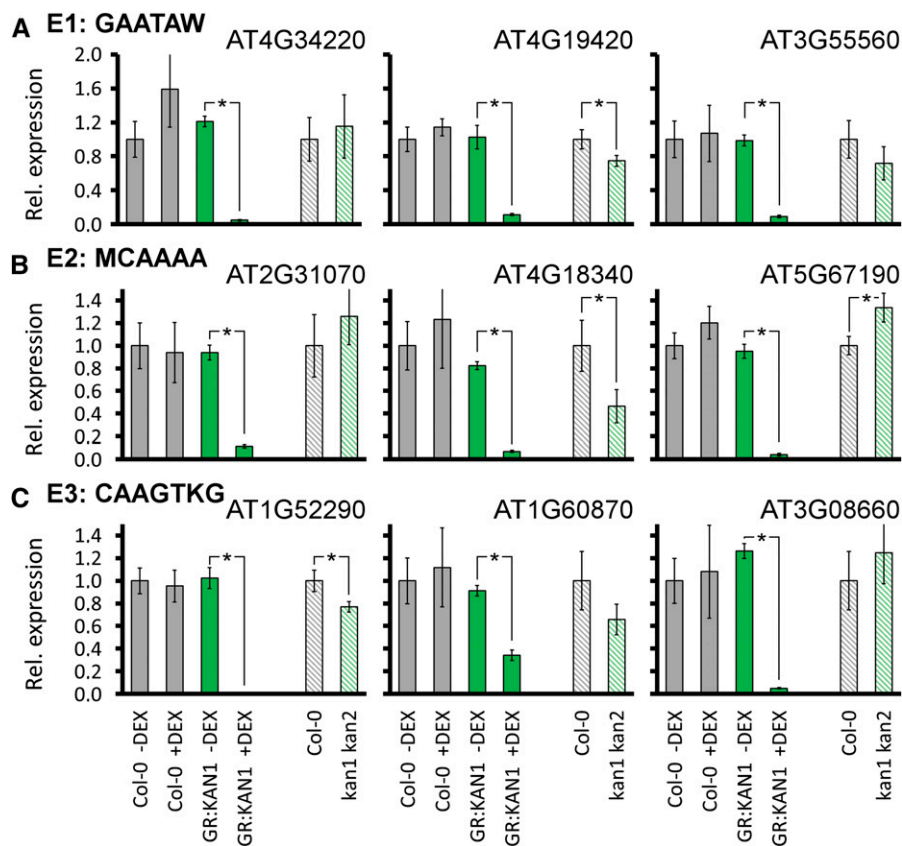 A E1: GAATAW
AT4G34220 AT4G19420 AT3G55560
Rel. expression
2.0
1.6
1.2
0.8
0.4
0.0
* * * *
B E2: MCAAAA
AT2G31070 AT4G18340 AT5G67190
Rel. expression
1.4
1.2
1.0
0.8
0.6
0.4
0.2
0.0
* * * * *
C E3: CAAGTKG
AT1G52290 AT1G60870 AT3G08660
Rel. expression
1.4
1.2
1.0
0.8
0.6
0.4
0.2
0.0
* * * *
Col-0 -DEX
Col-0 +DEX
GR:KAN1 -DEX
GR:KAN1 +DEX
Col-0
kan1 kan2
Col-0 -DEX
Col-0 +DEX
GR:KAN1 -DEX
GR:KAN1 +DEX
Col-0
kan1 kan2
Col-0 -DEX
Col-0 +DEX
GR:KAN1 -DEX
GR:KAN1 +DEX
Col-0
kan1 kan2